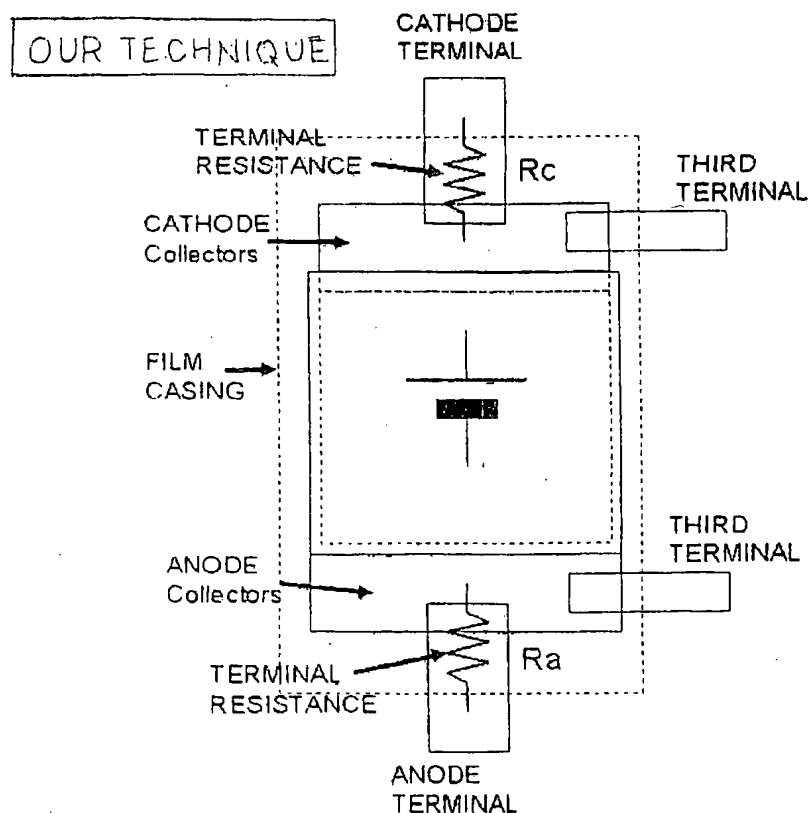 OUR TECHNIQUE
CATHODE
TERMINAL
TERMINAL
RESISTANCE
Rc
THIRD
TERMINAL
CATHODE
Collectors
FILM
CASING
THIRD
TERMINAL
ANODE
Collectors
Ra
TERMINAL
RESISTANCE
ANODE
TERMINAL